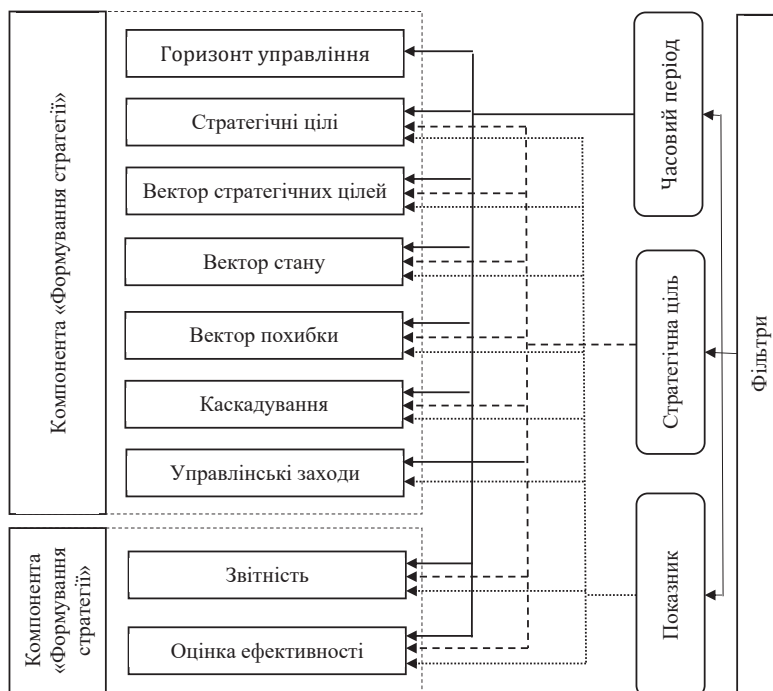 Компонента «Формування стратегії»
Горизонт управління
Стратегічні цілі
Вектор стратегічних цілей
Вектор стану
Вектор похибки
Каскадування
Управлінські заходи
Компонента
«Формування
стратегії»
Звітність
Оцінка ефективності
Часовий період
Стратегічна ціль
Показник
Фільтри